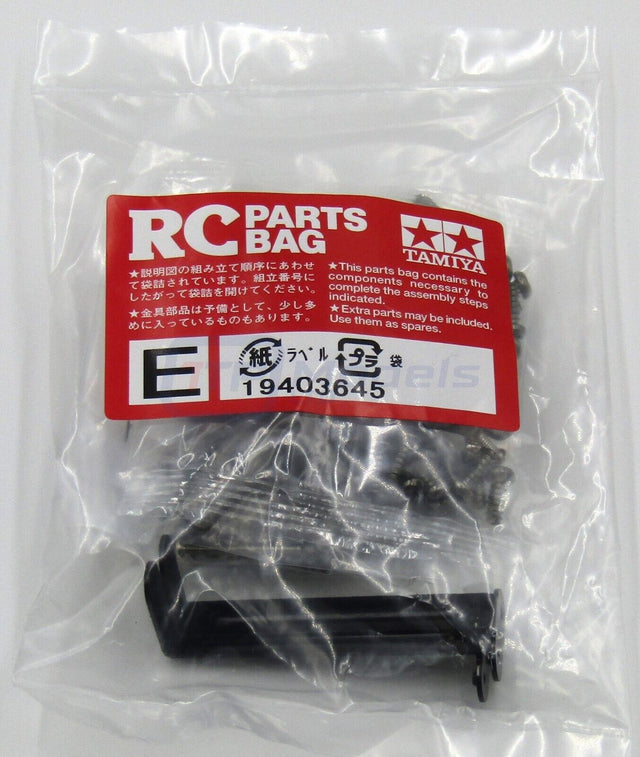 RC PARTS BAG
TAMIYA
★説明図の組み立て順序にあわせ
て袋詰されています。組立番号に
したがって袋詰を開けてください。
★金具部品は予備として、少し多
めに入っているものもあります。
★This parts bag contains the
components necessary to
complete the assembly steps
indicated.
★Extra parts may be included.
Use them as spares.
E
紙 ラベル プラ 袋
19403645
Models